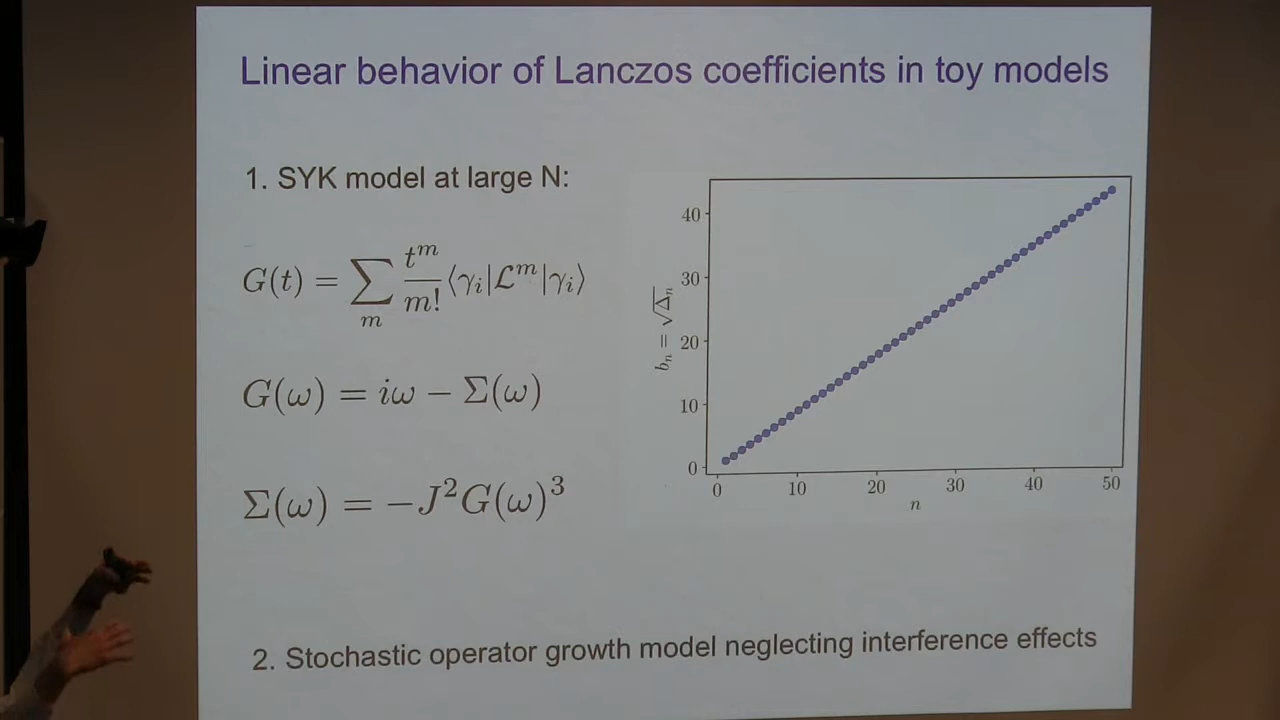 Linear behavior of Lanczos coefficients in toy models
1. SYK model at large N:
G(t) = ∑_m t^m/m! ⟨γ_i|ℒ^m|γ_i⟩
G(ω) = iω − Σ(ω)
Σ(ω) = −J²G(ω)³
b_n = √Δ_n
40
30
20
10
0
0 10 20 30 40 50
n
2. Stochastic operator growth model neglecting interference effects